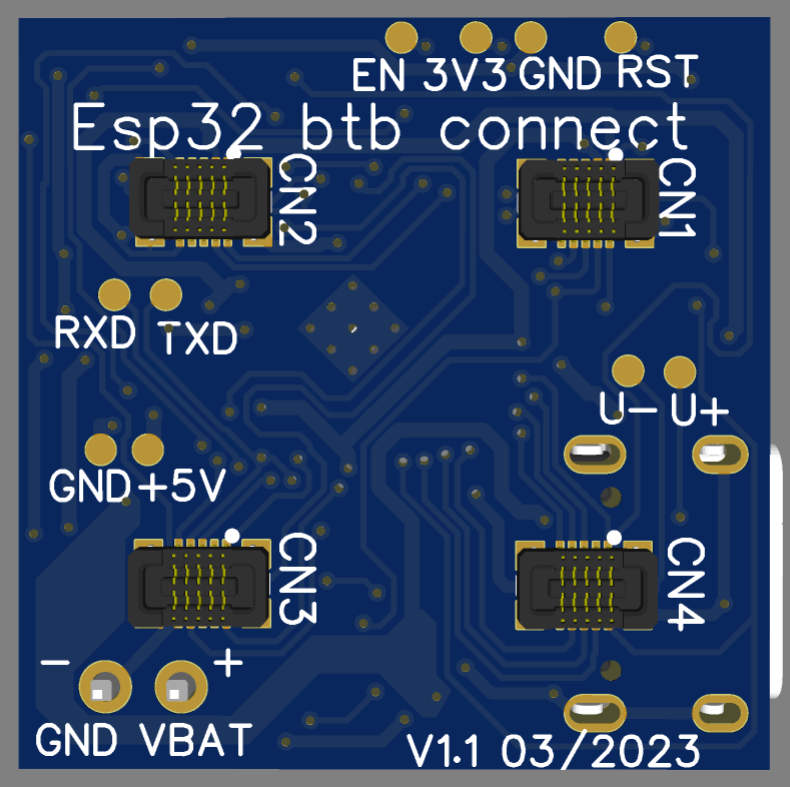 EN 3V3 GND RST
Esp32 btb connect
CN2
CN1
RXD TXD
U- U+
GND +5V
CN3
CN4
- +
GND VBAT
V1.1 03/2023